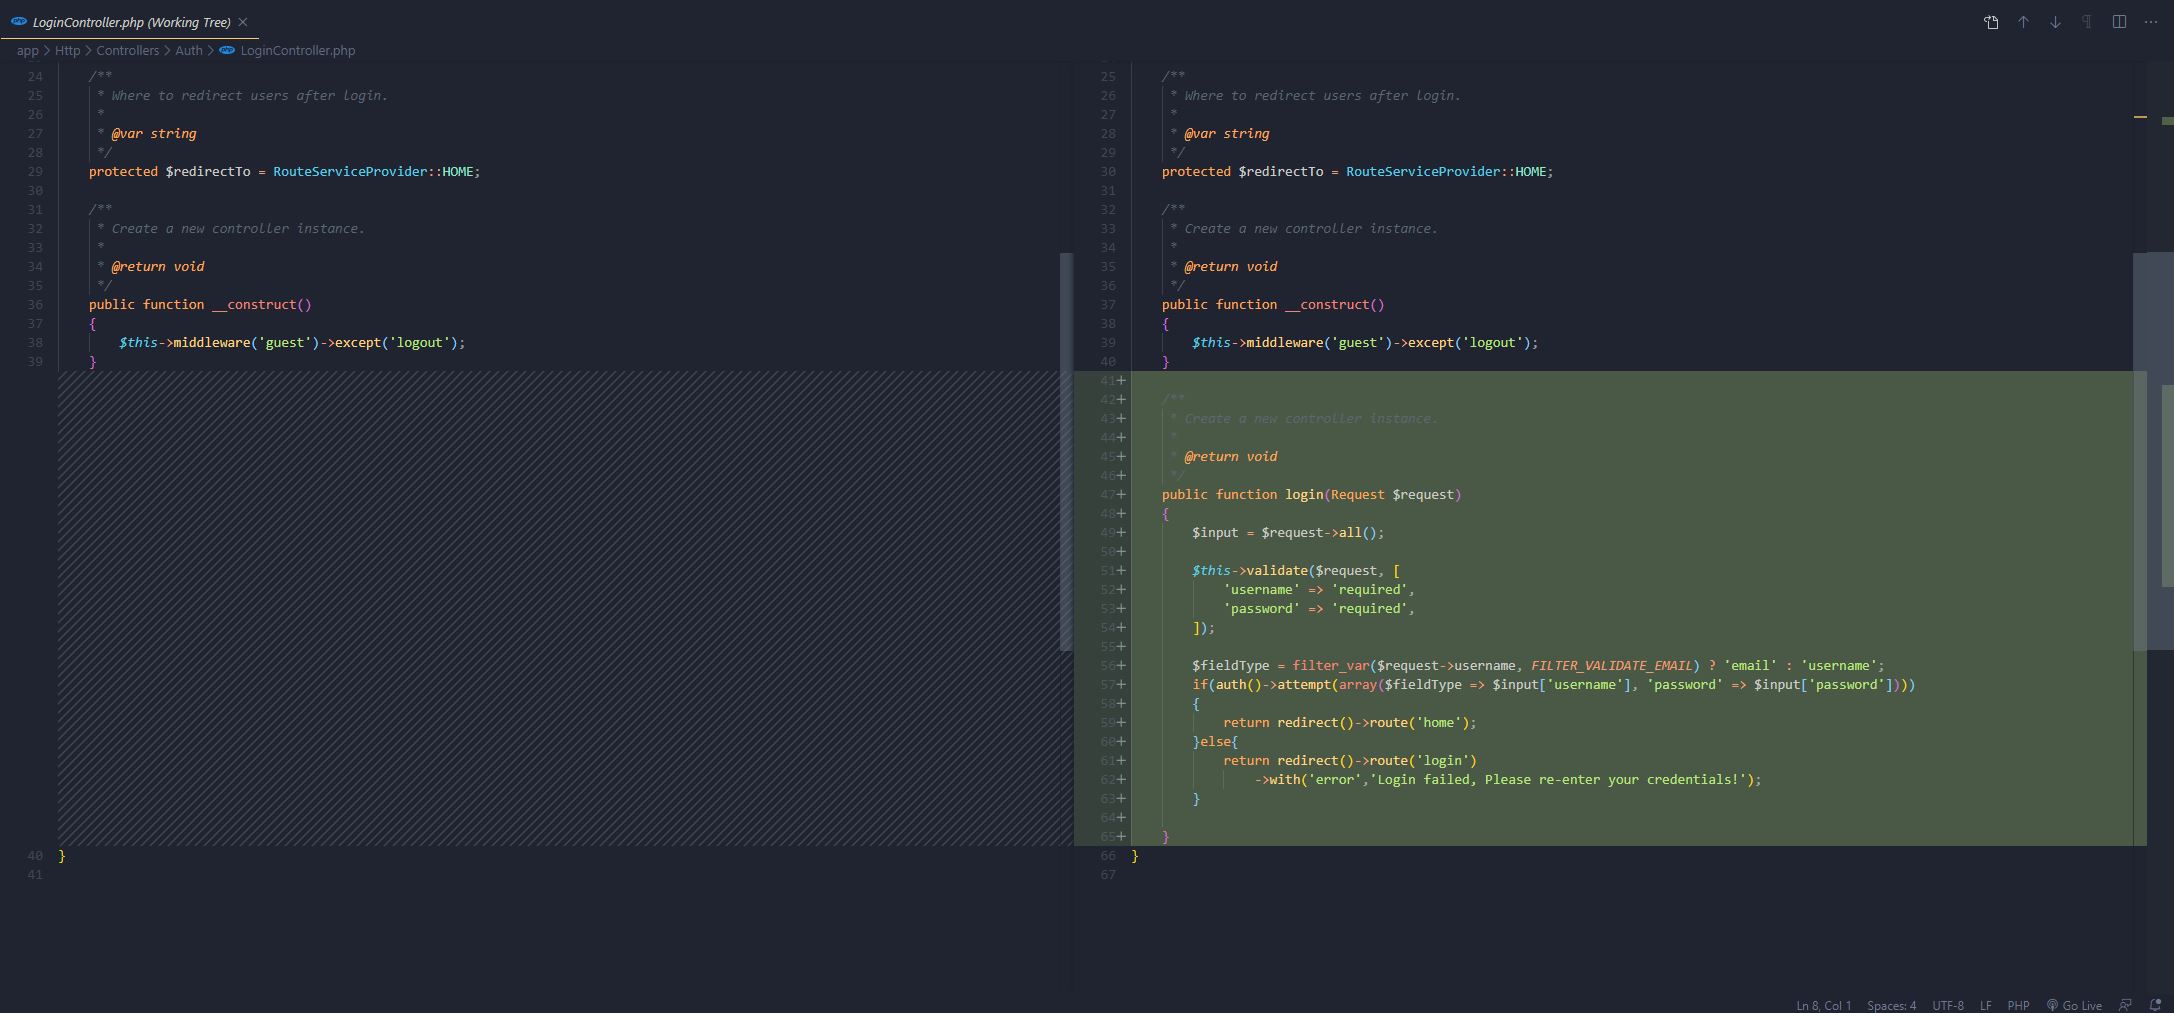 LoginController.php (Working Tree)
app > Http > Controllers > Auth > LoginController.php
24 /**
25 * Where to redirect users after login.
26 *
27 * @var string
28 */
29 protected $redirectTo = RouteServiceProvider::HOME;
30
31 /**
32 * Create a new controller instance.
33 *
34 * @return void
35 */
36 public function __construct()
37 {
38 $this->middleware('guest')->except('logout');
39 }
40 }
41
25 /**
26 * Where to redirect users after login.
27 *
28 * @var string
29 */
30 protected $redirectTo = RouteServiceProvider::HOME;
31
32 /**
33 * Create a new controller instance.
34 *
35 * @return void
36 */
37 public function __construct()
38 {
39 $this->middleware('guest')->except('logout');
40 }
41+
42+ /**
43+ * Create a new controller instance.
44+ *
45+ * @return void
46+ */
47+ public function login(Request $request)
48+ {
49+ $input = $request->all();
50+
51+ $this->validate($request, [
52+ 'username' => 'required',
53+ 'password' => 'required',
54+ ]);
55+
56+ $fieldType = filter_var($request->username, FILTER_VALIDATE_EMAIL) ? 'email' : 'username';
57+ if(auth()->attempt(array($fieldType => $input['username'], 'password' => $input['password'])))
58+ {
59+ return redirect()->route('home');
60+ }else{
61+ return redirect()->route('login')
62+ ->with('error','Login failed, Please re-enter your credentials!');
63+ }
64+
65+ }
66 }
67
Ln 8, Col 1 Spaces: 4 UTF-8 LF PHP Go Live